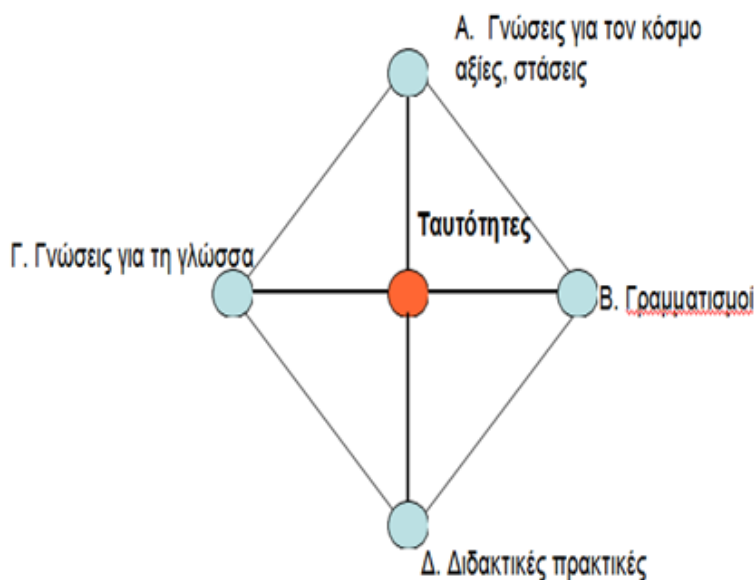 Α. Γνώσεις για τον κόσμο
αξίες, στάσεις
Ταυτότητες
Γ. Γνώσεις για τη γλώσσα
Β. Γραμματισμοί
Δ. Διδακτικές πρακτικές